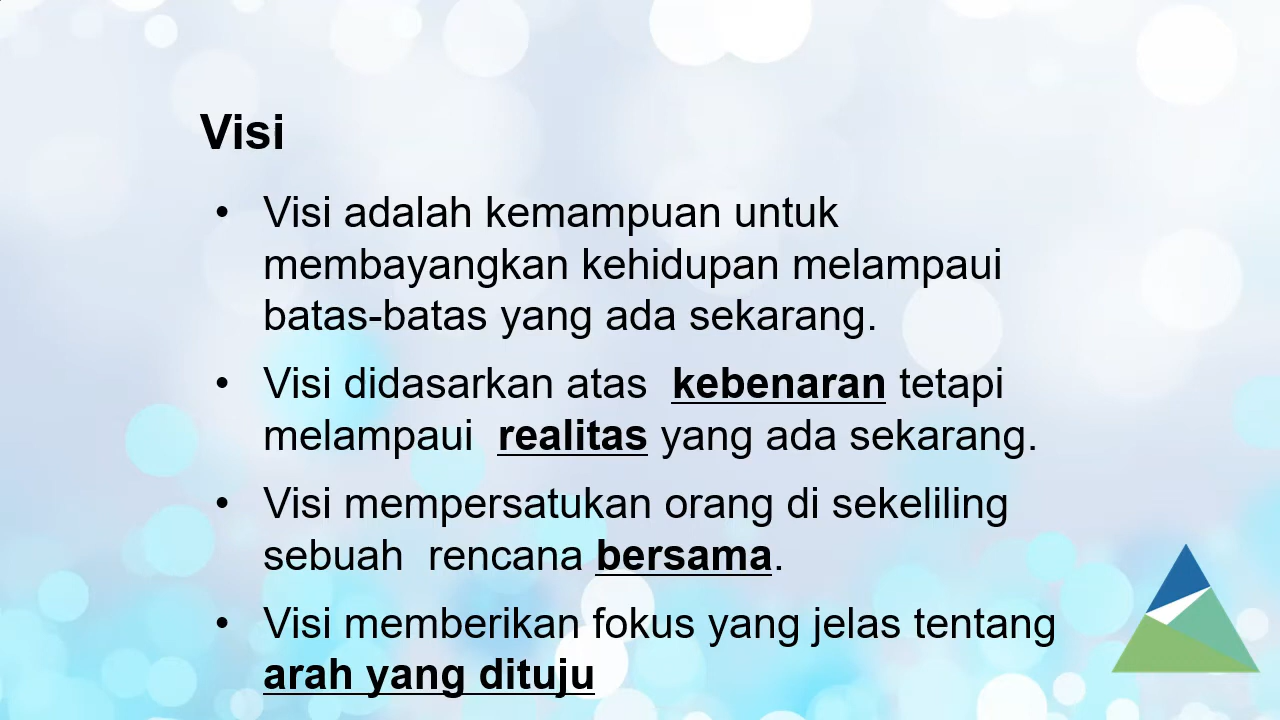 Visi
• Visi adalah kemampuan untuk
membayangkan kehidupan melampaui
batas-batas yang ada sekarang.
• Visi didasarkan atas kebenaran tetapi
melampaui realitas yang ada sekarang.
• Visi mempersatukan orang di sekeliling
sebuah rencana bersama.
• Visi memberikan fokus yang jelas tentang
arah yang dituju